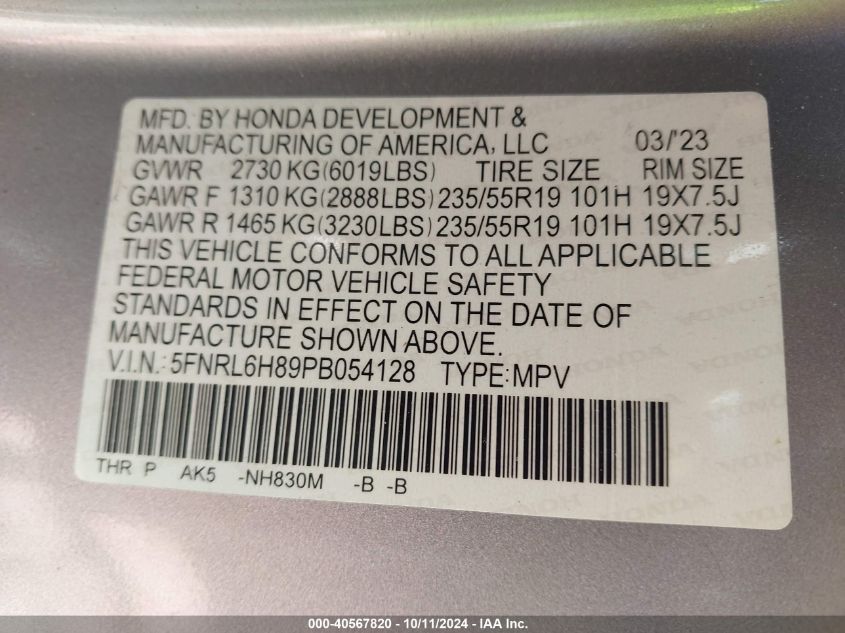 MFD. BY HONDA DEVELOPMENT &
MANUFACTURING OF AMERICA, LLC 03/'23
GVWR 2730 KG(6019LBS) TIRE SIZE RIM SIZE
GAWR F 1310 KG(2888LBS) 235/55R19 101H 19X7.5J
GAWR R 1465 KG(3230LBS) 235/55R19 101H 19X7.5J
THIS VEHICLE CONFORMS TO ALL APPLICABLE
FEDERAL MOTOR VEHICLE SAFETY
STANDARDS IN EFFECT ON THE DATE OF
MANUFACTURE SHOWN ABOVE.
V.I.N.: 5FNRL6H89PB054128 TYPE:MPV
THR P AK5 -NH830M -B -B
000-40567820 - 10/11/2024 - IAA Inc.